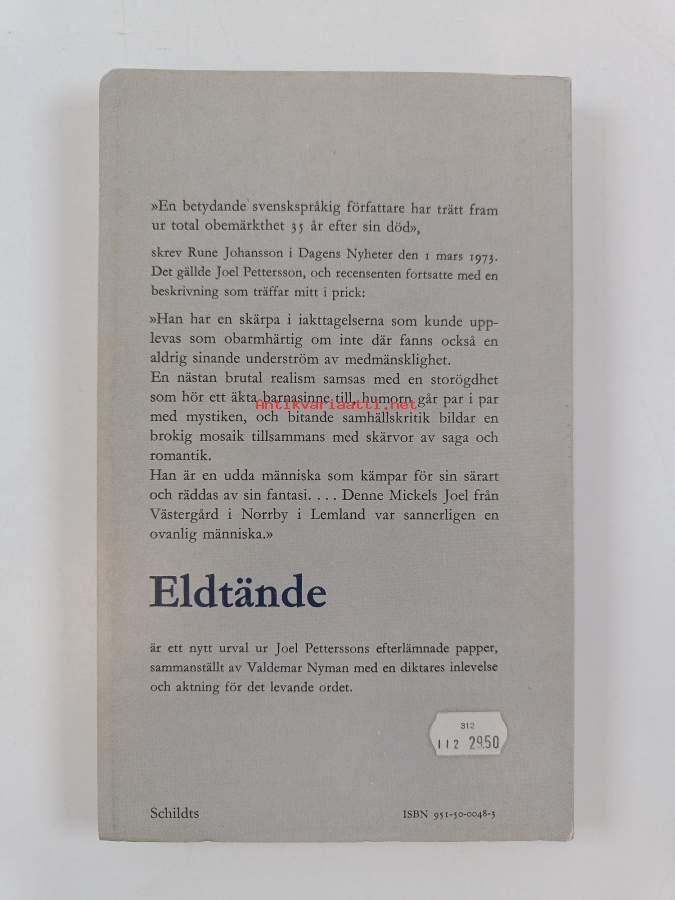 »En betydande svenskspråkig författare har trätt fram
ur total obemärkthet 35 år efter sin död»,
skrev Rune Johansson i Dagens Nyheter den 1 mars 1973.
Det gällde Joel Pettersson, och recensenten fortsatte med en
beskrivning som träffar mitt i prick:
»Han har en skärpa i iakttagelserna som kunde upp-
levas som obarmhärtig om inte där fanns också en
aldrig sinande underström av medmänsklighet.
En nästan brutal realism samsas med en storögdhet
som hör ett äkta barnasinne till, humorn går par i par
Antikvariaatti.net
med mystiken, och bitande samhällskritik bildar en
brokig mosaik tillsammans med skärvor av saga och
romantik.
Han är en udda människa som kämpar för sin särart
och räddas av sin fantasi. . . . Denne Mickels Joel från
Västergård i Norrby i Lemland var sannerligen en
ovanlig människa.»
Eldtände
är ett nytt urval ur Joel Petterssons efterlämnade papper,
sammanställt av Valdemar Nyman med en diktares inlevelse
och aktning för det levande ordet.
312
112 29.50
Schildts
ISBN 951-50-0048-3